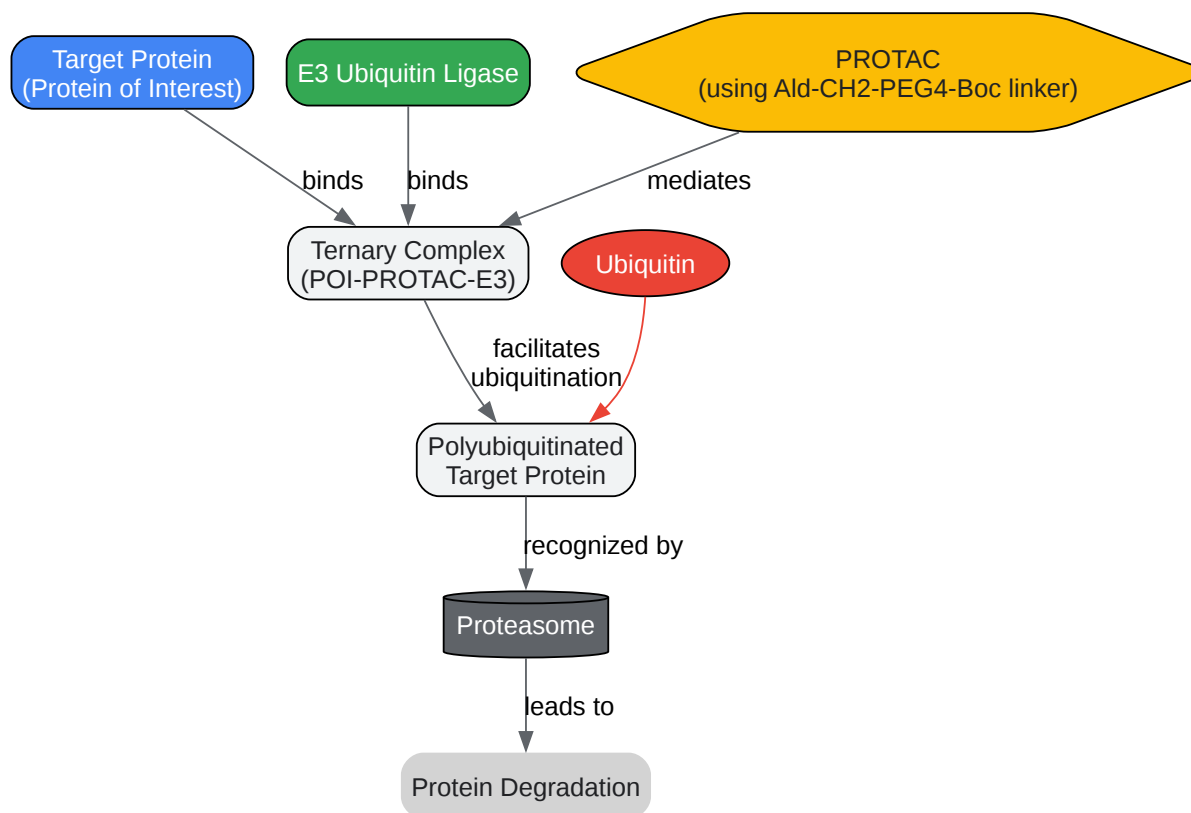 Target Protein
(Protein of Interest)
E3 Ubiquitin Ligase
PROTAC
(using Ald-CH2-PEG4-Boc linker)
binds
binds
mediates
Ternary Complex
(POI-PROTAC-E3)
Ubiquitin
facilitates
ubiquitination
Polyubiquitinated
Target Protein
recognized by
Proteasome
leads to
Protein Degradation